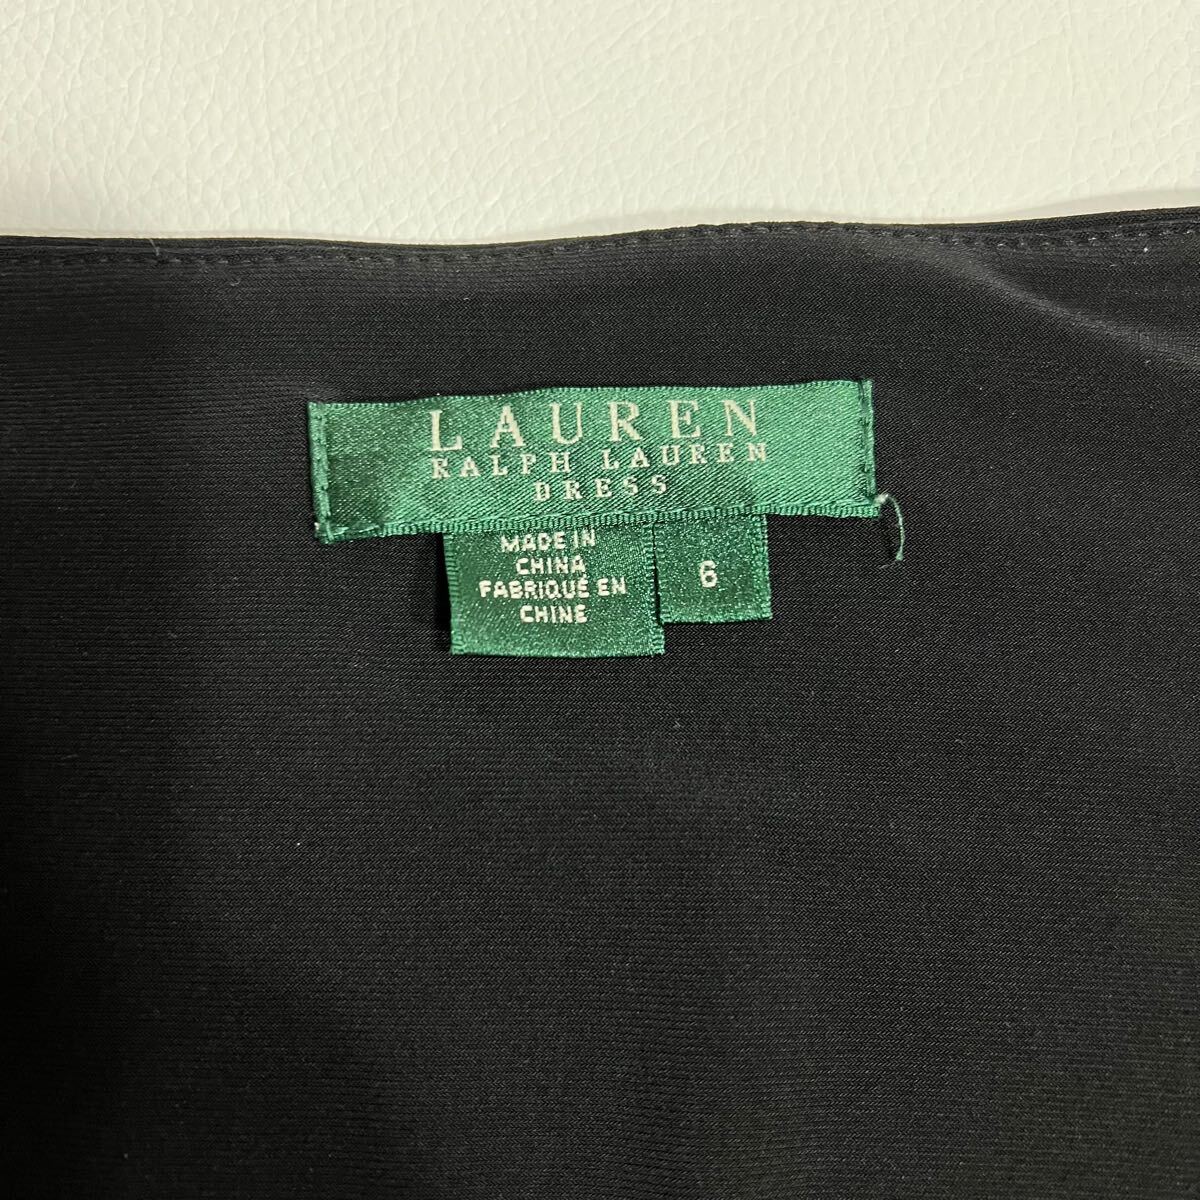 LAUREN
RALPH LAUREN
DRESS
MADE IN
CHINA
FABRIQUÉ EN
CHINE
6